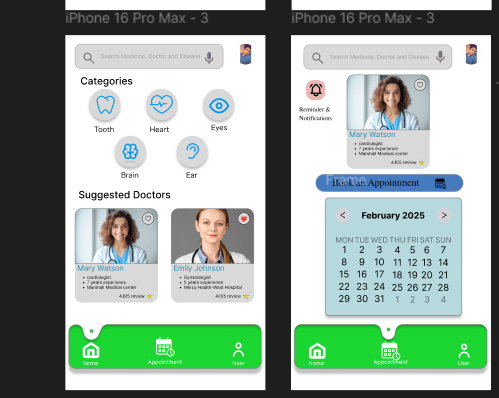 iPhone 16 Pro Max - 3
Search Medicine, Doctor and Disease
Categories
Tooth
Heart
Eyes
Brain
Ear
Suggested Doctors
Mary Watson
cardiologist
7 years experience
Marshall Medical center
4.6/5 review
Emily Johnson
Gynecologist
5 years experience
Mercy Health-West Hospital
4.0/5 review
home
Appointment
User
iPhone 16 Pro Max - 3
Search Medicine, Doctor and Disease
Reminder &
Notifications
Mary Watson
cardiologist
7 years experience
Marshall Medical center
4.6/5 review
Frame
Book an Appointment
< February 2025 >
MON TUE WED THU FRI SAT SUN
1 2 3 4 5 6 7
8 9 10 11 12 13 14
15 16 17 18 19 20 21
22 23 24 25 26 27 28
29 30 31 1 2 3 4
home
Appointment
User